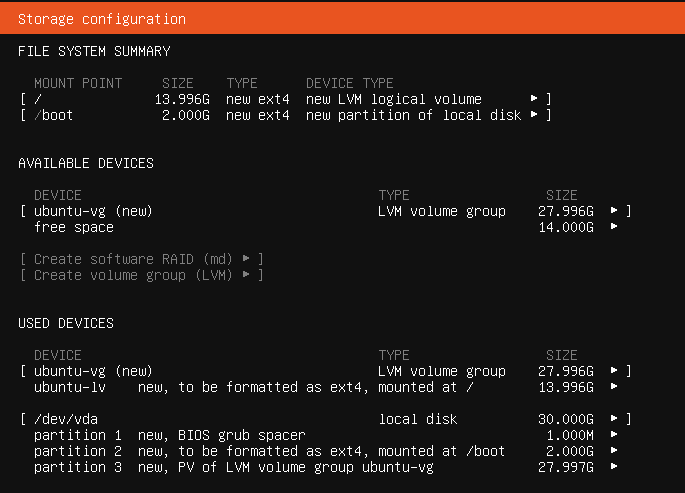 Storage configuration
FILE SYSTEM SUMMARY
MOUNT POINT SIZE TYPE DEVICE TYPE
[ / 13.996G new ext4 new LVM logical volume ▸ ]
[ /boot 2.000G new ext4 new partition of local disk ▸ ]
AVAILABLE DEVICES
DEVICE TYPE SIZE
[ ubuntu-vg (new) LVM volume group 27.996G ▸ ]
free space 14.000G ▸
[ Create software RAID (md) ▸ ]
[ Create volume group (LVM) ▸ ]
USED DEVICES
DEVICE TYPE SIZE
[ ubuntu-vg (new) LVM volume group 27.996G ▸ ]
ubuntu-lv new, to be formatted as ext4, mounted at / 13.996G ▸
[ /dev/vda local disk 30.000G ▸ ]
partition 1 new, BIOS grub spacer 1.000M ▸
partition 2 new, to be formatted as ext4, mounted at /boot 2.000G ▸
partition 3 new, PV of LVM volume group ubuntu-vg 27.997G ▸